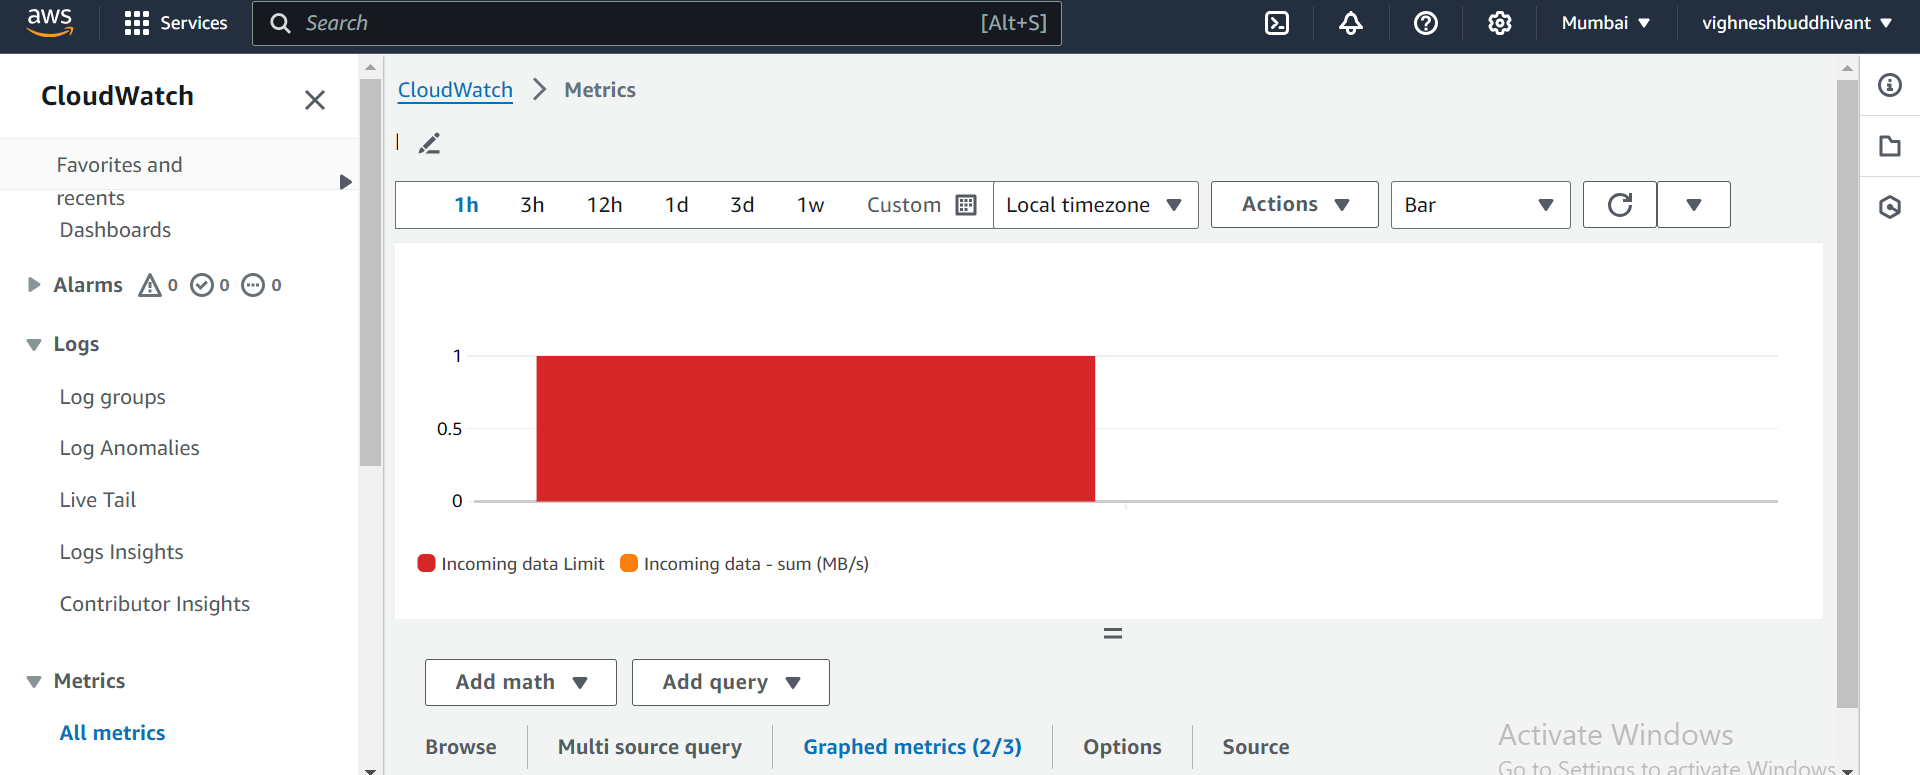 aws Services Search [Alt+S] Mumbai vighneshbuddhivant
CloudWatch
Favorites and
recents
Dashboards
Alarms 0 0 0
Logs
Log groups
Log Anomalies
Live Tail
Logs Insights
Contributor Insights
Metrics
All metrics
CloudWatch Metrics
1h 3h 12h 1d 3d 1w Custom Local timezone Actions Bar
1
0.5
0
Incoming data Limit Incoming data - sum (MB/s)
Add math Add query
Browse Multi source query Graphed metrics (2/3) Options Source
Activate Windows
Go to Settings to activate Windows